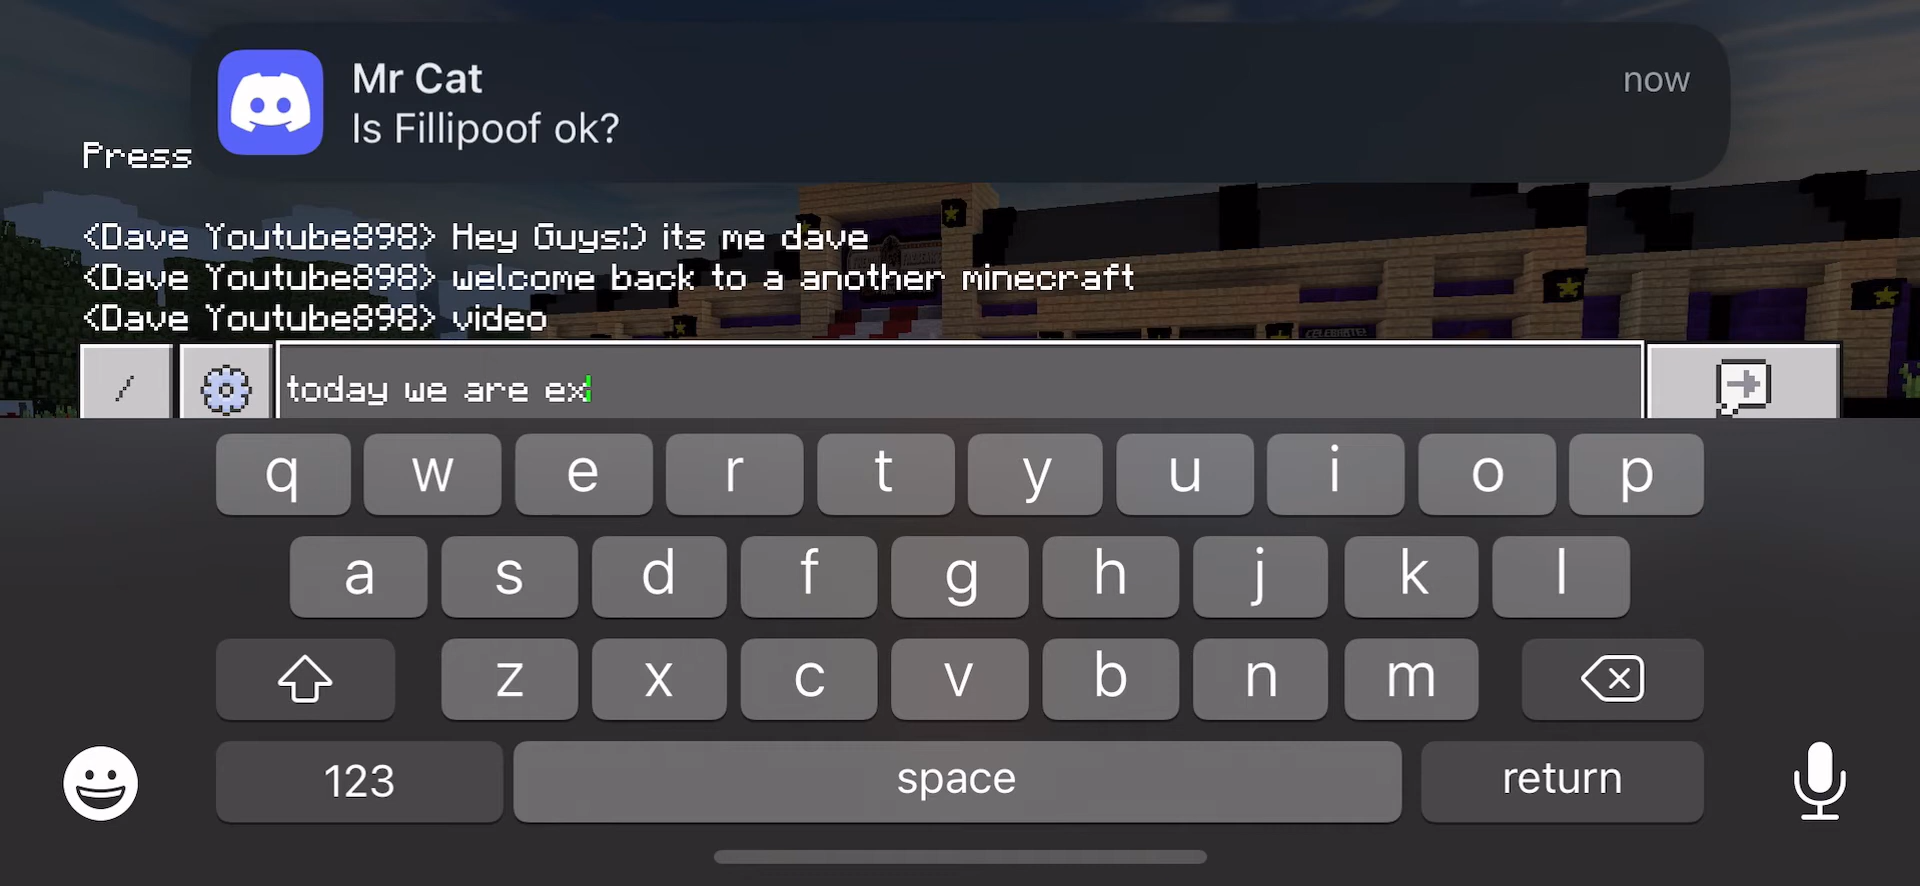 Mr Cat
now
Is Fillipoof ok?
Press
<Dave Youtube898> Hey Guys:) its me dave
<Dave Youtube898> welcome back to a another minecraft
<Dave Youtube898> video
CELEBRATE!
/
today we are ex
q w e r t y u i o p
a s d f g h j k l
z x c v b n m
123 space return